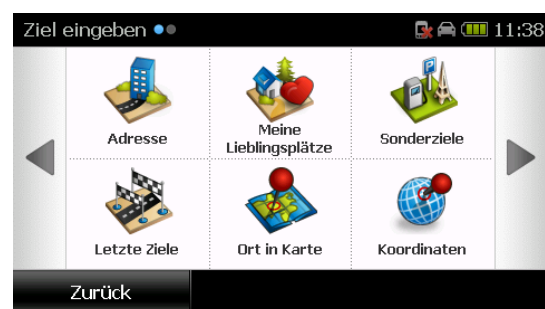 Ziel eingeben
11:38
Adresse
Meine
Lieblingsplätze
Sonderziele
Letzte Ziele
Ort in Karte
Koordinaten
Zurück